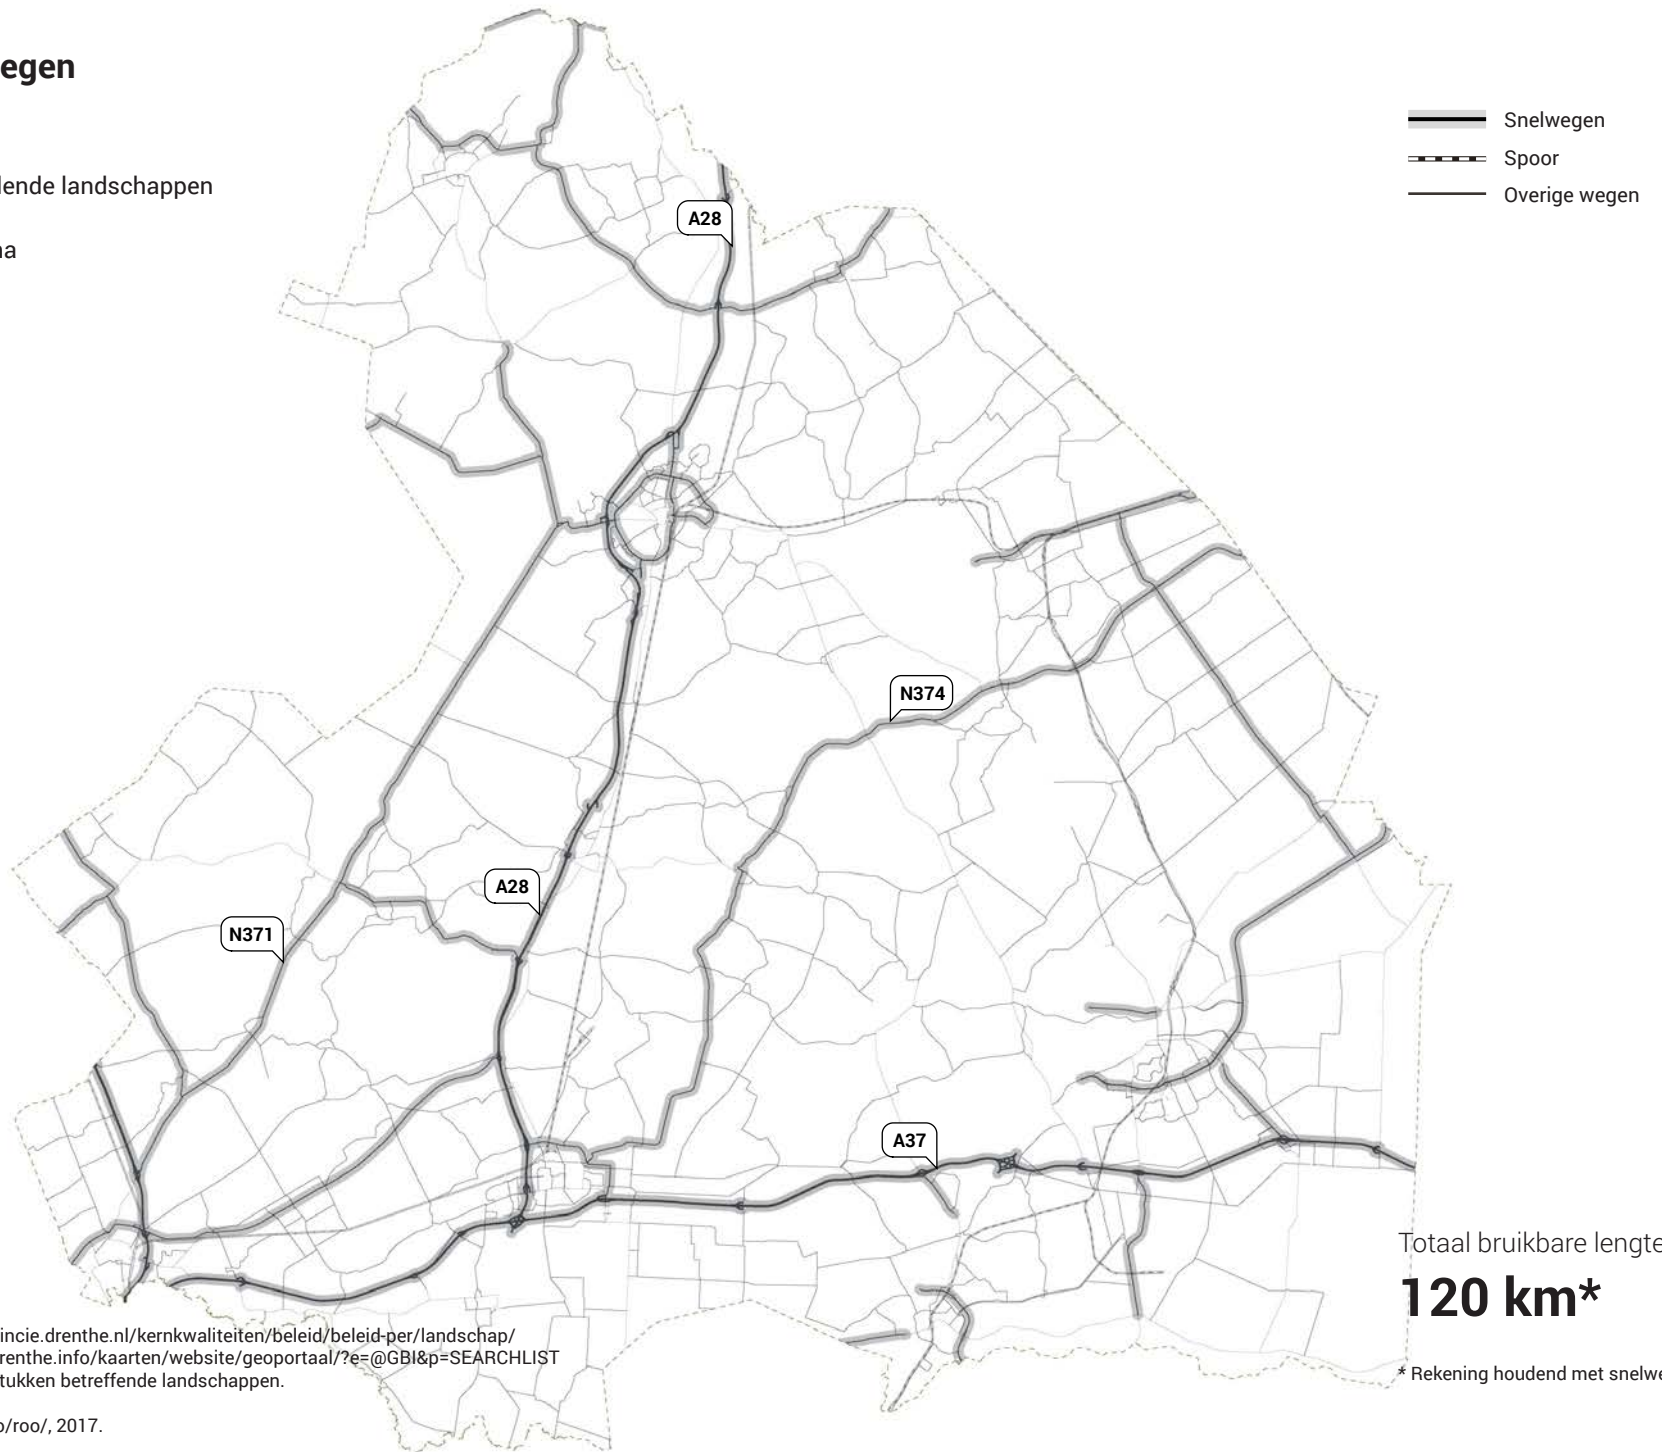 egen
lende landschappen
na
Snelwegen
Spoor
Overige wegen
A28
N374
A28
N371
A37
Totaal bruikbare lengte
120 km*
* Rekening houdend met snelwe
incie.drenthe.nl/kernkwaliteiten/beleid/beleid-per/landschap/
renthe.info/kaarten/website/geoportaal/?e=@GBI&p=SEARCHLIST
tukken betreffende landschappen.
o/roo/, 2017.